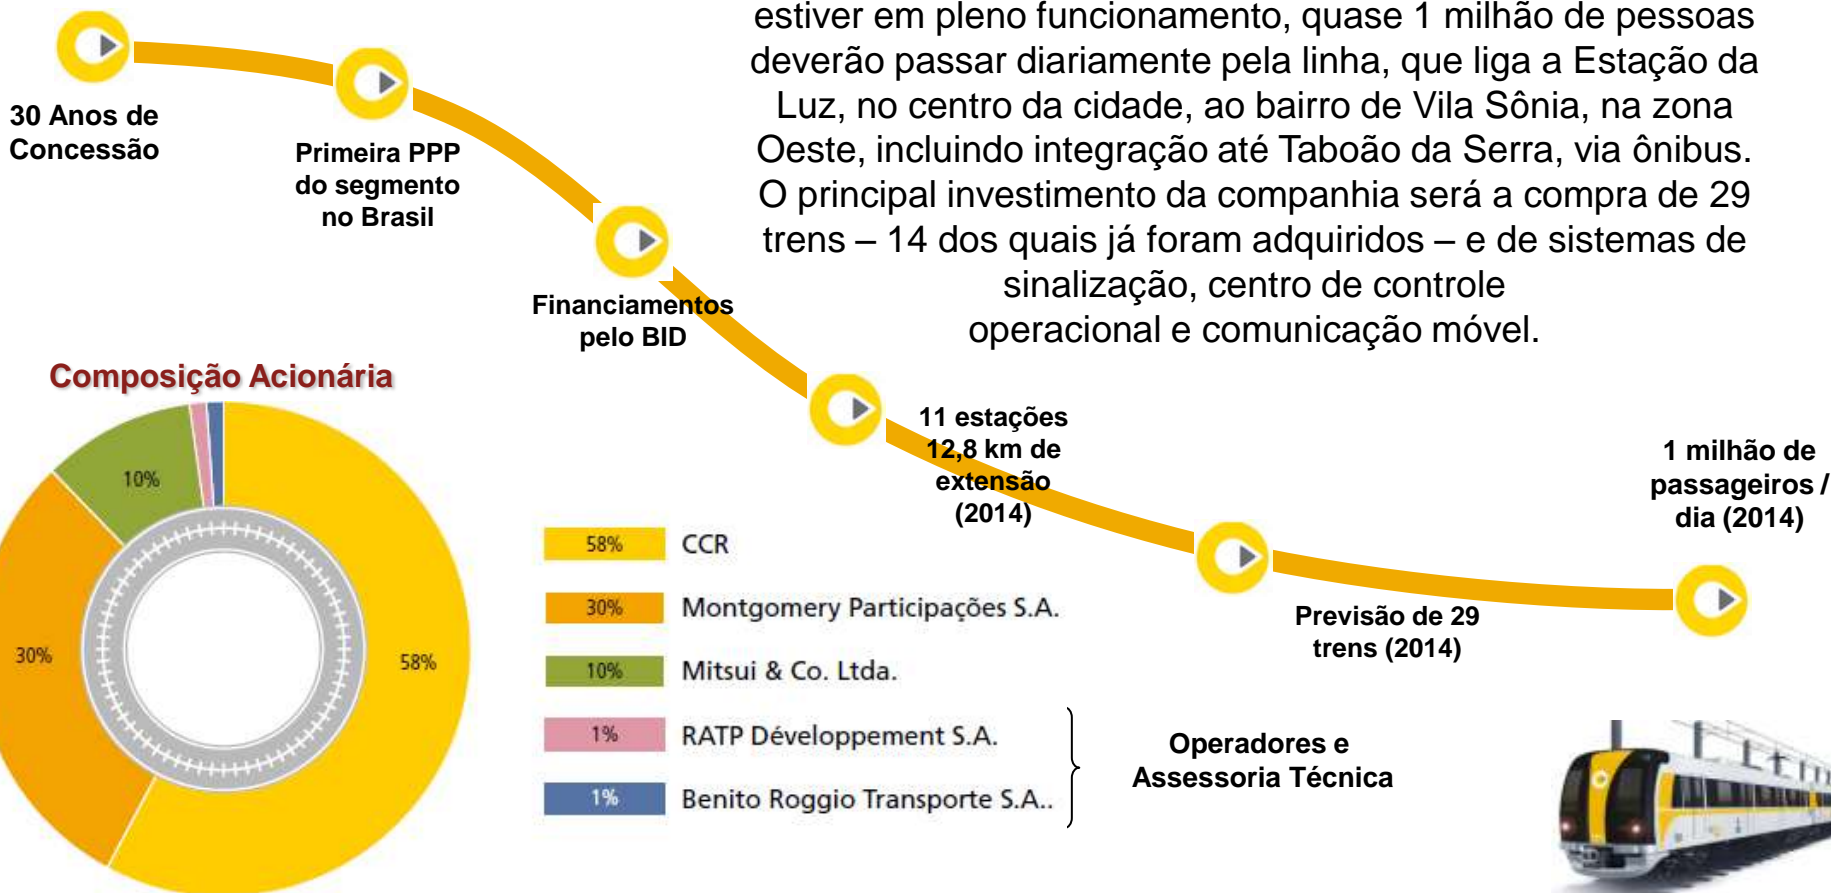 estiver em pleno funcionamento, quase 1 milhão de pessoas
deverão passar diariamente pela linha, que liga a Estação da
Luz, no centro da cidade, ao bairro de Vila Sônia, na zona
Oeste, incluindo integração até Taboão da Serra, via ônibus.
O principal investimento da companhia será a compra de 29
trens – 14 dos quais já foram adquiridos – e de sistemas de
sinalização, centro de controle
operacional e comunicação móvel.
30 Anos de
Concessão
Primeira PPP
do segmento
no Brasil
Financiamentos
pelo BID
11 estações
12,8 km de
extensão
(2014)
Previsão de 29
trens (2014)
1 milhão de
passageiros /
dia (2014)
Composição Acionária
10%
30%
58%
58% CCR
30% Montgomery Participações S.A.
10% Mitsui & Co. Ltda.
1% RATP Développement S.A.
1% Benito Roggio Transporte S.A..
Operadores e
Assessoria Técnica